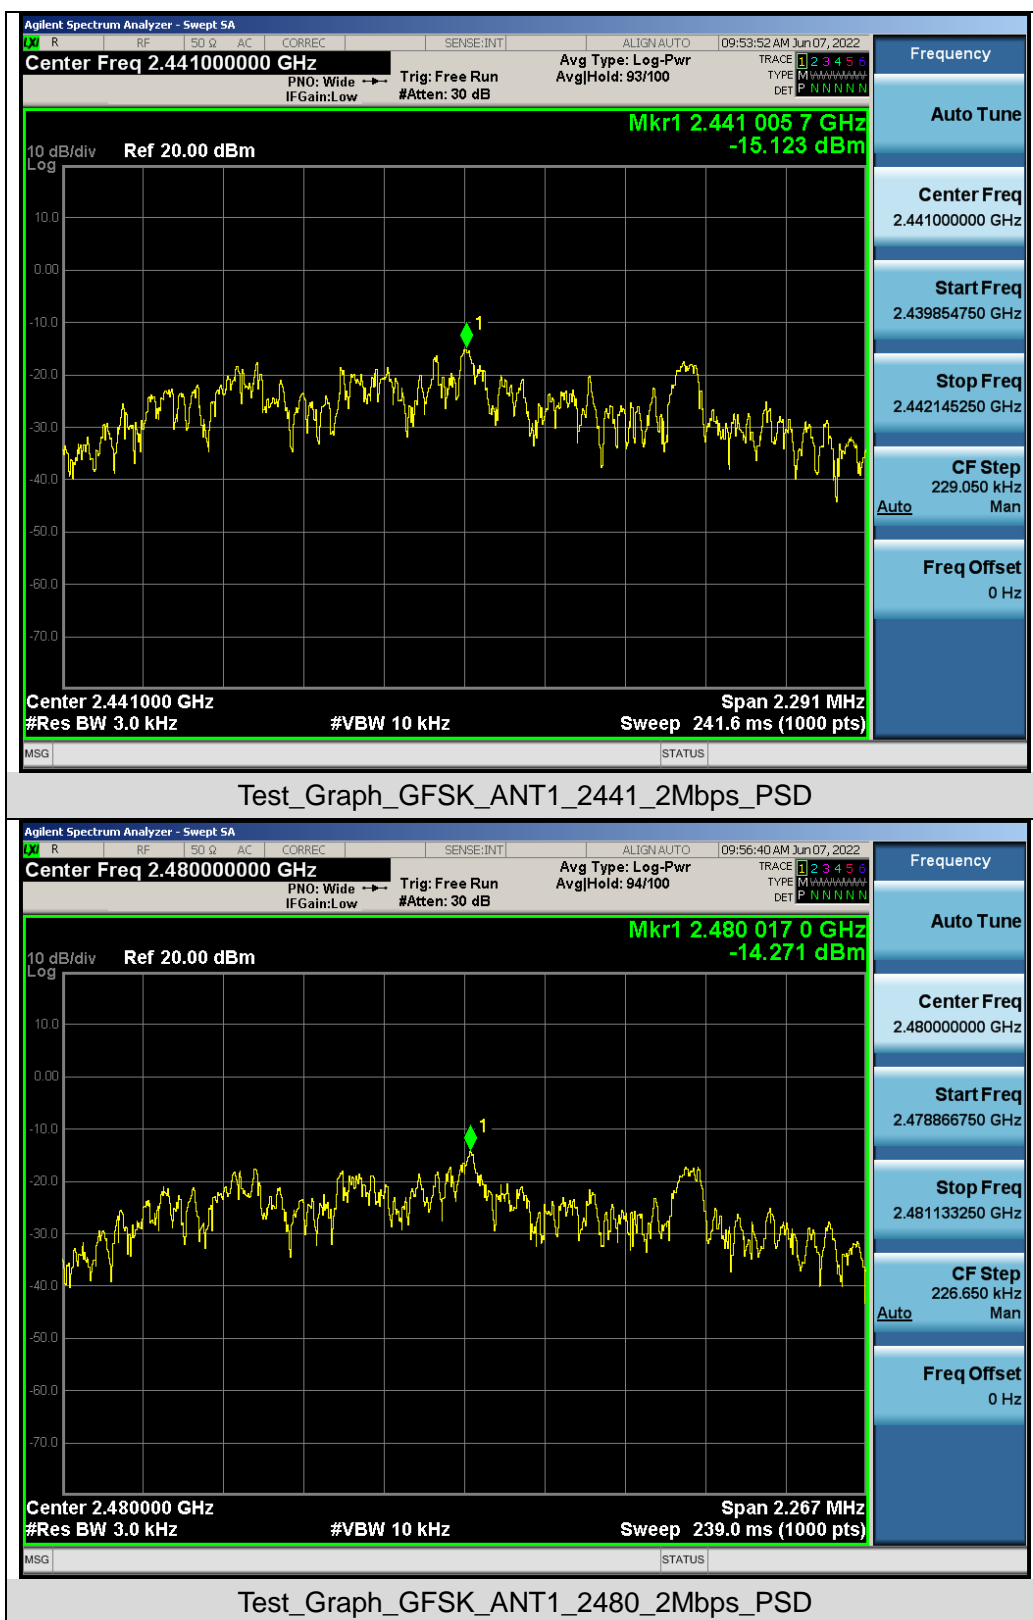 Agilent Spectrum Analyzer - Swept SA
LXI R RF 50 Ω AC CORREC SENSE:INT ALIGN AUTO 09:53:52 AM Jun 07, 2022
Center Freq 2.441000000 GHz
PNO: Wide
IFGain:Low
Trig: Free Run
#Atten: 30 dB
Avg Type: Log-Pwr
Avg|Hold: 93/100
TRACE 1 2 3 4 5 6
TYPE M
DET P N N N N N
Mkr1 2.441 005 7 GHz
-15.123 dBm
10 dB/div Ref 20.00 dBm
Log
10.0
0.00
-10.0
-20.0
-30.0
-40.0
-50.0
-60.0
-70.0
1
Center 2.441000 GHz Span 2.291 MHz
#Res BW 3.0 kHz #VBW 10 kHz Sweep 241.6 ms (1000 pts)
MSG STATUS
Frequency
Auto Tune
Center Freq
2.441000000 GHz
Start Freq
2.439854750 GHz
Stop Freq
2.442145250 GHz
CF Step
229.050 kHz
Auto Man
Freq Offset
0 Hz
Test_Graph_GFSK_ANT1_2441_2Mbps_PSD
Agilent Spectrum Analyzer - Swept SA
LXI R RF 50 Ω AC CORREC SENSE:INT ALIGN AUTO 09:56:40 AM Jun 07, 2022
Center Freq 2.480000000 GHz
PNO: Wide
IFGain:Low
Trig: Free Run
#Atten: 30 dB
Avg Type: Log-Pwr
Avg|Hold: 94/100
TRACE 1 2 3 4 5 6
TYPE M
DET P N N N N N
Mkr1 2.480 017 0 GHz
-14.271 dBm
10 dB/div Ref 20.00 dBm
Log
10.0
0.00
-10.0
-20.0
-30.0
-40.0
-50.0
-60.0
-70.0
1
Center 2.480000 GHz Span 2.267 MHz
#Res BW 3.0 kHz #VBW 10 kHz Sweep 239.0 ms (1000 pts)
MSG STATUS
Frequency
Auto Tune
Center Freq
2.480000000 GHz
Start Freq
2.478866750 GHz
Stop Freq
2.481133250 GHz
CF Step
226.650 kHz
Auto Man
Freq Offset
0 Hz
Test_Graph_GFSK_ANT1_2480_2Mbps_PSD